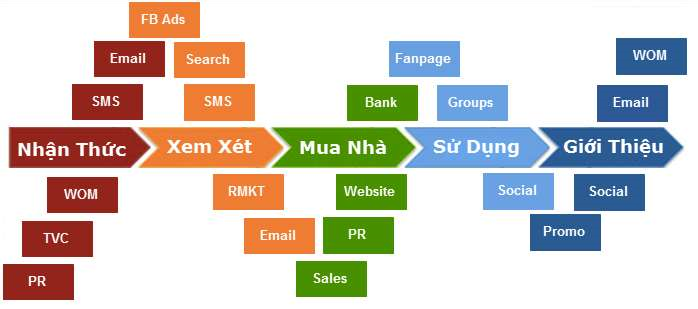 FB Ads
Email
Search
Fanpage
WOM
SMS
SMS
Bank
Groups
Email
Nhận Thức
Xem Xét
Mua Nhà
Sử Dụng
Giới Thiệu
WOM
RMKT
Website
Social
Social
TVC
Email
PR
Promo
PR
Sales